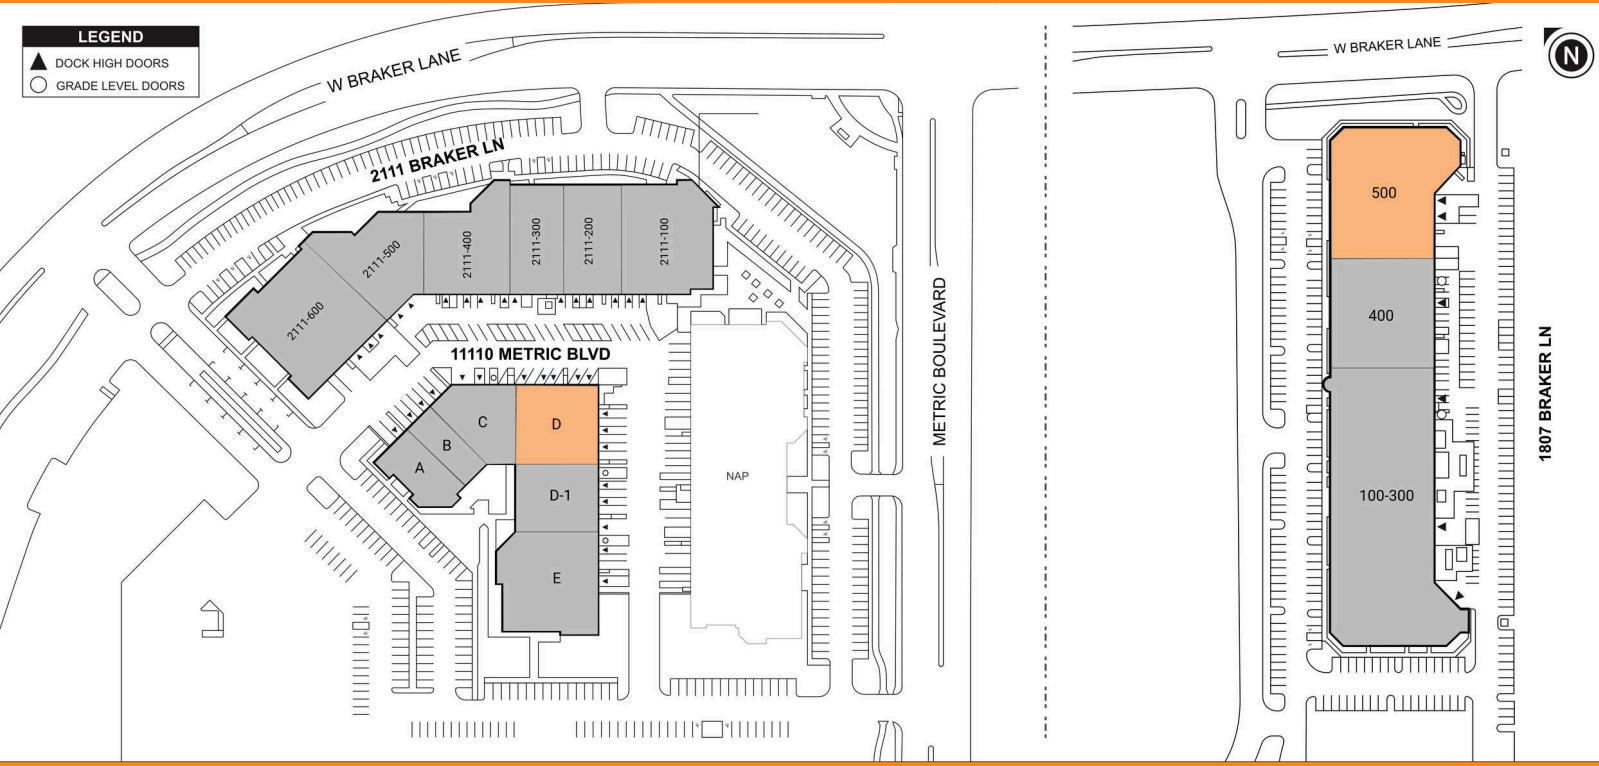 LEGEND
DOCK HIGH DOORS
GRADE LEVEL DOORS
W BRAKER LANE
W BRAKER LANE
N
2111 BRAKER LN
2111-600
2111-500
2111-400
2111-300
2111-200
2111-100
11110 METRIC BLVD
A
B
C
D
D-1
E
NAP
METRIC BOULEVARD
500
400
100-300
1807 BRAKER LN